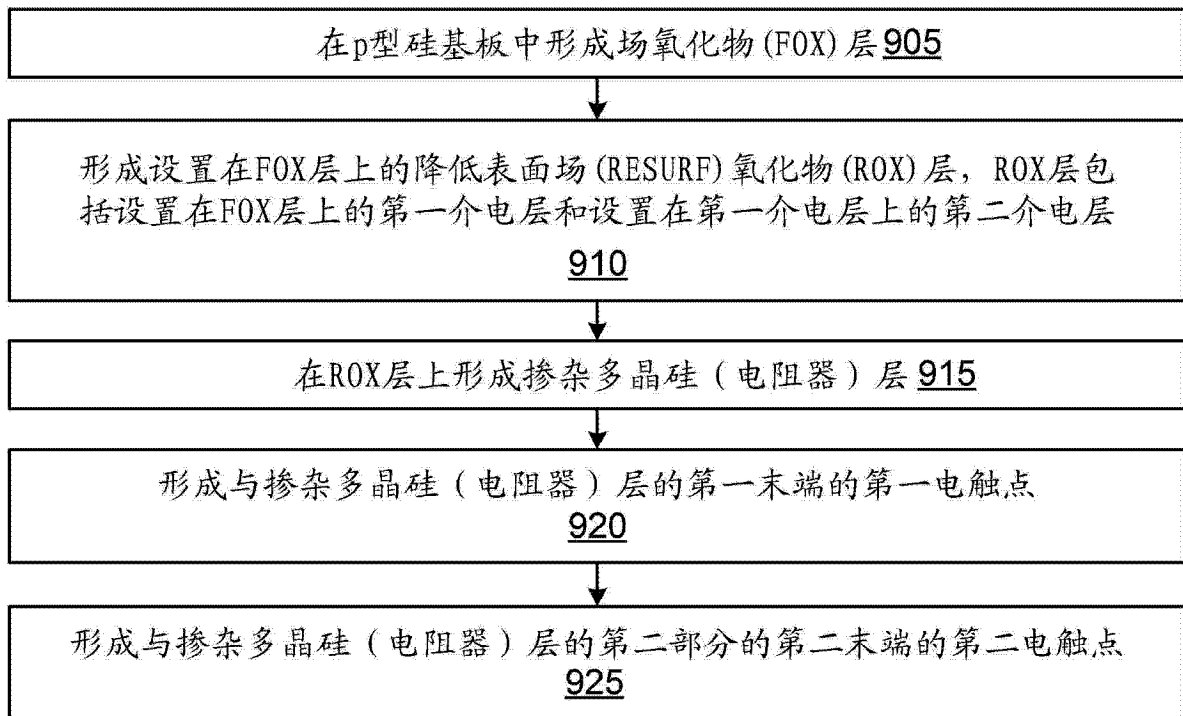 在p型硅基板中形成场氧化物(FOX)层905
形成设置在FOX层上的降低表面场(RESURF)氧化物(ROX)层，ROX层包
括设置在FOX层上的第一介电层和设置在第一介电层上的第二介电层
910
在ROX层上形成掺杂多晶硅（电阻器）层915
形成与掺杂多晶硅（电阻器）层的第一末端的第一电触点
920
形成与掺杂多晶硅（电阻器）层的第二部分的第二末端的第二电触点
925